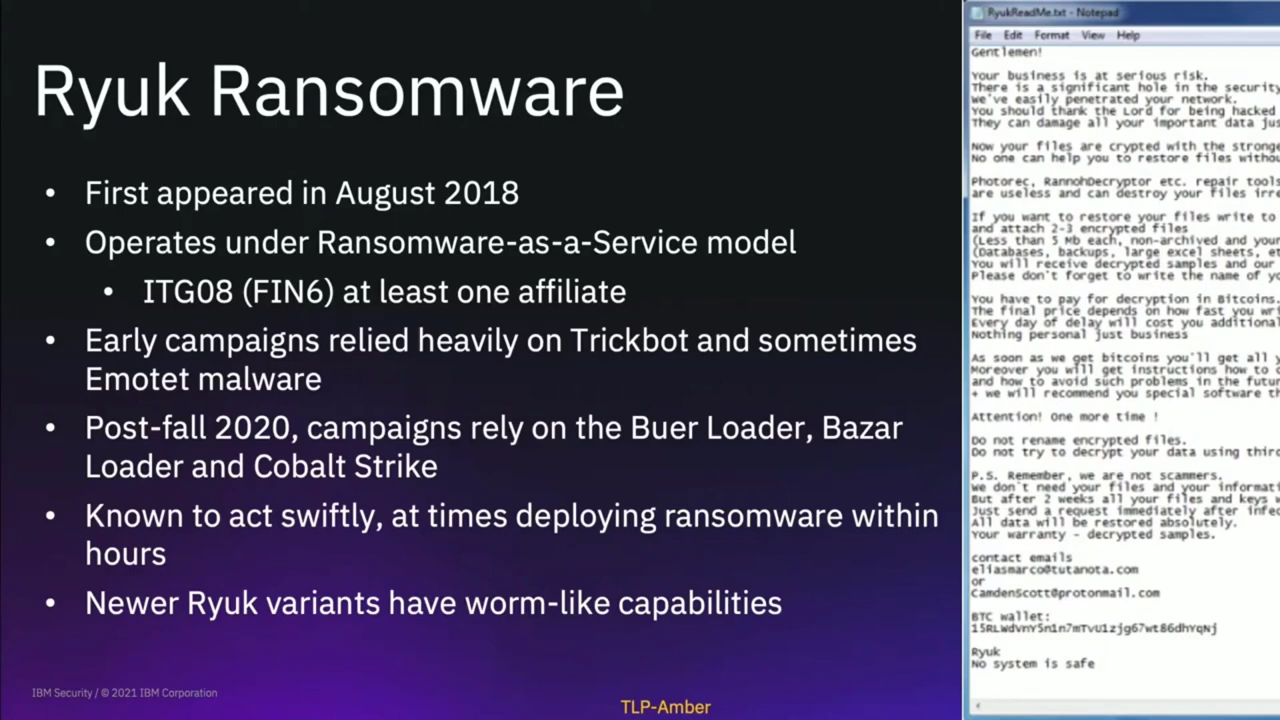 Ryuk Ransomware
• First appeared in August 2018
• Operates under Ransomware-as-a-Service model
• ITG08 (FIN6) at least one affiliate
• Early campaigns relied heavily on Trickbot and sometimes
Emotet malware
• Post-fall 2020, campaigns rely on the Buer Loader, Bazar
Loader and Cobalt Strike
• Known to act swiftly, at times deploying ransomware within
hours
• Newer Ryuk variants have worm-like capabilities
IBM Security / © 2021 IBM Corporation
TLP-Amber
RyukReadMe.txt - Notepad
File Edit Format View Help
Gentlemen!
Your business is at serious risk.
There is a significant hole in the security
We've easily penetrated your network.
You should thank the Lord for being hacked
They can damage all your important data jus
Now your files are crypted with the stronge
No one can help you to restore files withou
Photorec, RannohDecryptor etc. repair tools
are useless and can destroy your files irre
If you want to restore your files write to
and attach 2-3 encrypted files
(Less than 5 Mb each, non-archived and your
(Databases, backups, large excel sheets, et
You will receive decrypted samples and our
Please don't forget to write the name of yo
You have to pay for decryption in Bitcoins.
The final price depends on how fast you wri
Every day of delay will cost you additional
Nothing personal just business
As soon as we get bitcoins you'll get all y
Moreover you will get instructions how to c
and how to avoid such problems in the futur
+ we will recommend you special software th
Attention! One more time !
Do not rename encrypted files.
Do not try to decrypt your data using third
P.S. Remember, we are not scammers.
We don't need your files and your informati
But after 2 weeks all your files and keys w
Just send a request immediately after infec
All data will be restored absolutely.
Your warranty - decrypted samples.
contact emails
eliasmarco@tutanota.com
or
CamdenScott@protonmail.com
BTC wallet:
Ryuk
No system is safe